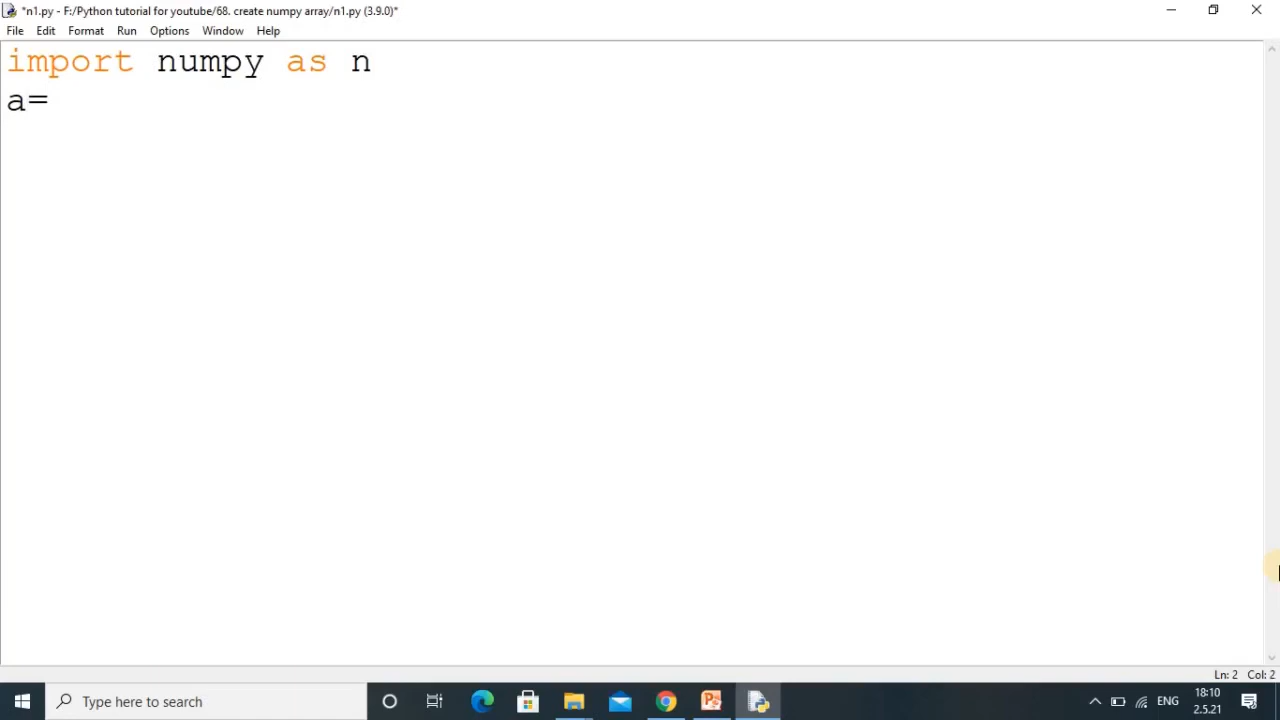 *n1.py - F:/Python tutorial for youtube/68. create numpy array/n1.py (3.9.0)*
File Edit Format Run Options Window Help
import numpy as n
a=
Ln: 2 Col: 2
Type here to search
ENG
18:10
2.5.21